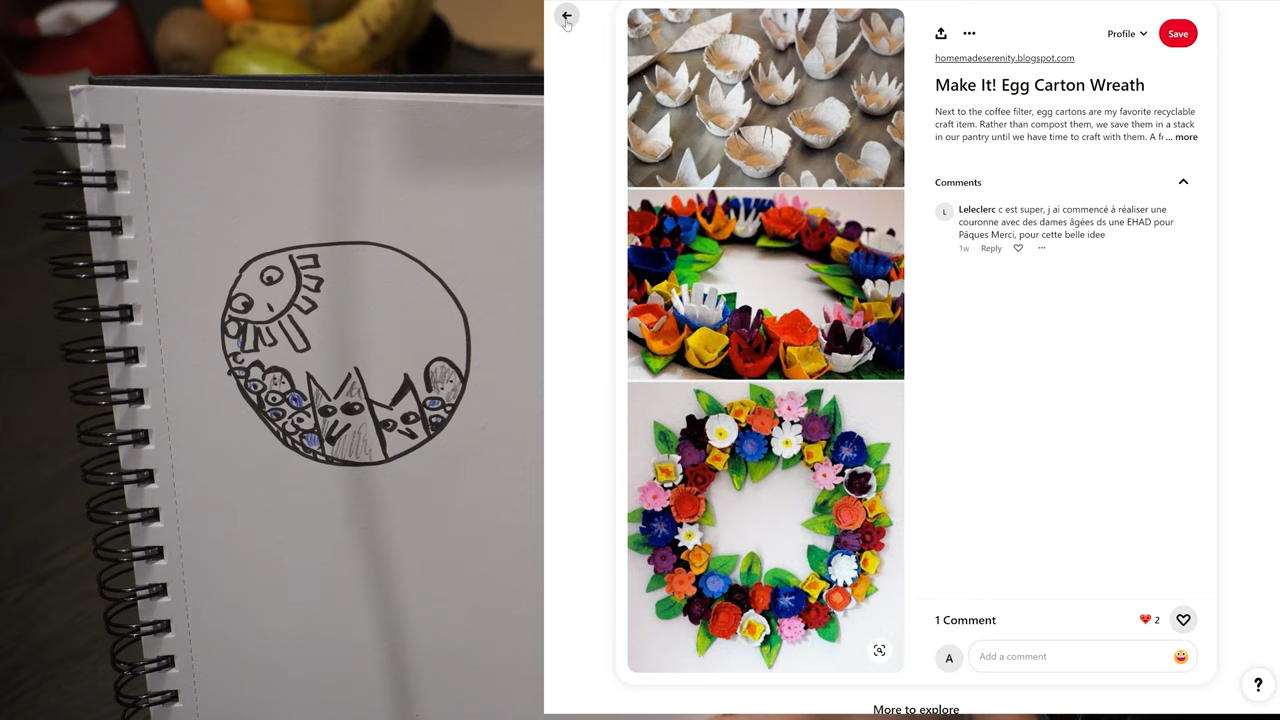 Profile
Save
homemadeserenity.blogspot.com
Make It! Egg Carton Wreath
Next to the coffee filter, egg cartons are my favorite recyclable
craft item. Rather than compost them, we save them in a stack
in our pantry until we have time to craft with them. A f... more
Comments
L
Leleclerc c est super, j ai commencé à réaliser une
couronne avec des dames âgées ds une EHAD pour
Pâques Merci, pour cette belle idee
1w Reply
1 Comment
2
A
Add a comment
?
More to explore